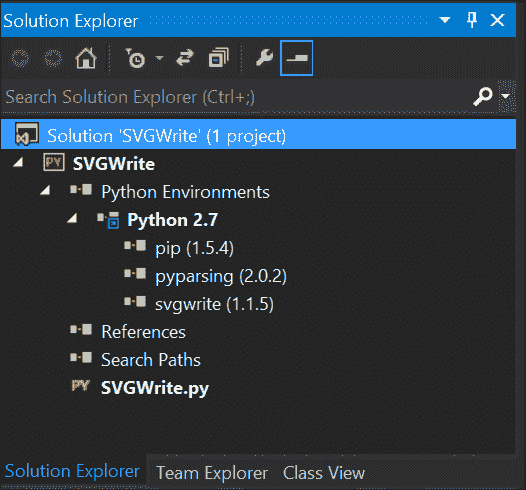 Solution Explorer
Search Solution Explorer (Ctrl+;)
Solution 'SVGWrite' (1 project)
PY SVGWrite
Python Environments
Python 2.7
pip (1.5.4)
pyparsing (2.0.2)
svgwrite (1.1.5)
References
Search Paths
PY SVGWrite.py
Solution Explorer Team Explorer Class View